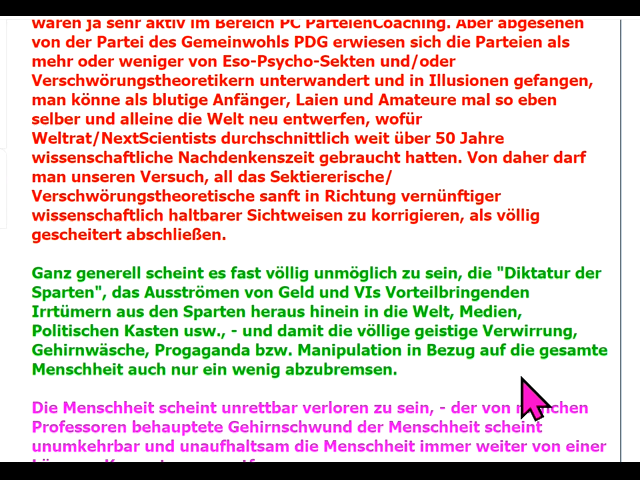 waren ja sehr aktiv im Bereich PC ParteienCoaching. Aber abgesehen
von der Partei des Gemeinwohls PDG erwiesen sich die Parteien als
mehr oder weniger von Eso-Psycho-Sekten und/oder
Verschwörungstheoretikern unterwandert und in Illusionen gefangen,
man könne als blutige Anfänger, Laien und Amateure mal so eben
selber und alleine die Welt neu entwerfen, wofür
Weltrat/NextScientists durchschnittlich weit über 50 Jahre
wissenschaftliche Nachdenkenszeit gebraucht hatten. Von daher darf
man unseren Versuch, all das Sektiererische/
Verschwörungstheoretische sanft in Richtung vernünftiger
wissenschaftlich haltbarer Sichtweisen zu korrigieren, als völlig
gescheitert abschließen.
Ganz generell scheint es fast völlig unmöglich zu sein, die "Diktatur der
Sparten", das Ausströmen von Geld und VIs Vorteilbringenden
Irrtümern aus den Sparten heraus hinein in die Welt, Medien,
Politischen Kasten usw., - und damit die völlige geistige Verwirrung,
Gehirnwäsche, Progaganda bzw. Manipulation in Bezug auf die gesamte
Menschheit auch nur ein wenig abzubremsen.
Die Menschheit scheint unrettbar verloren zu sein, - der von
Professoren behauptete Gehirnschwund der Menschheit scheint
unumkehrbar und unaufhaltsam die Menschheit immer weiter von einer